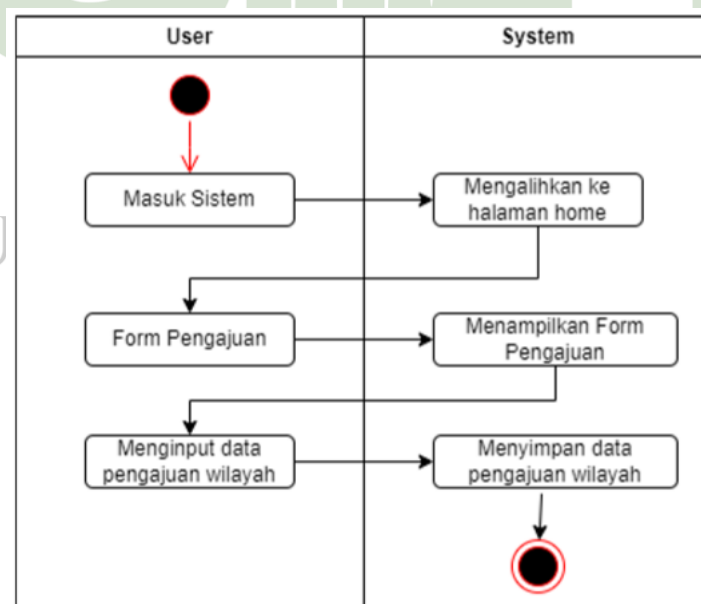 User
System
Masuk Sistem
Mengalihkan ke
halaman home
Form Pengajuan
Menampilkan Form
Pengajuan
Menginput data
pengajuan wilayah
Menyimpan data
pengajuan wilayah